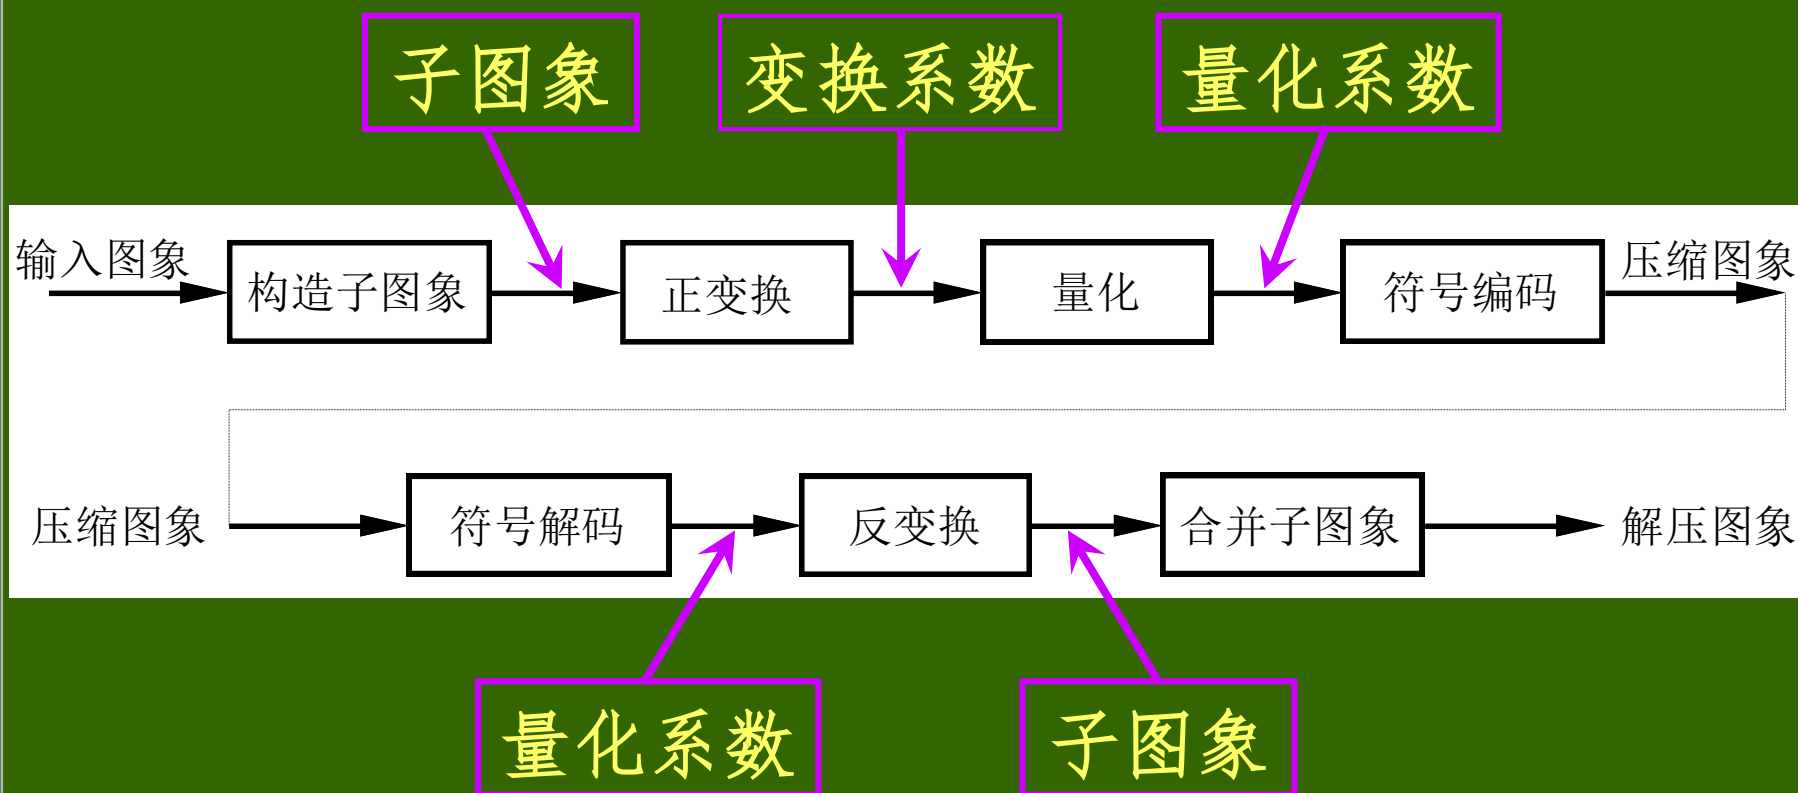 子图象
变换系数
量化系数
输入图象
构造子图象
正变换
量化
符号编码
压缩图象
压缩图象
符号解码
反变换
合并子图象
解压图象
量化系数
子图象